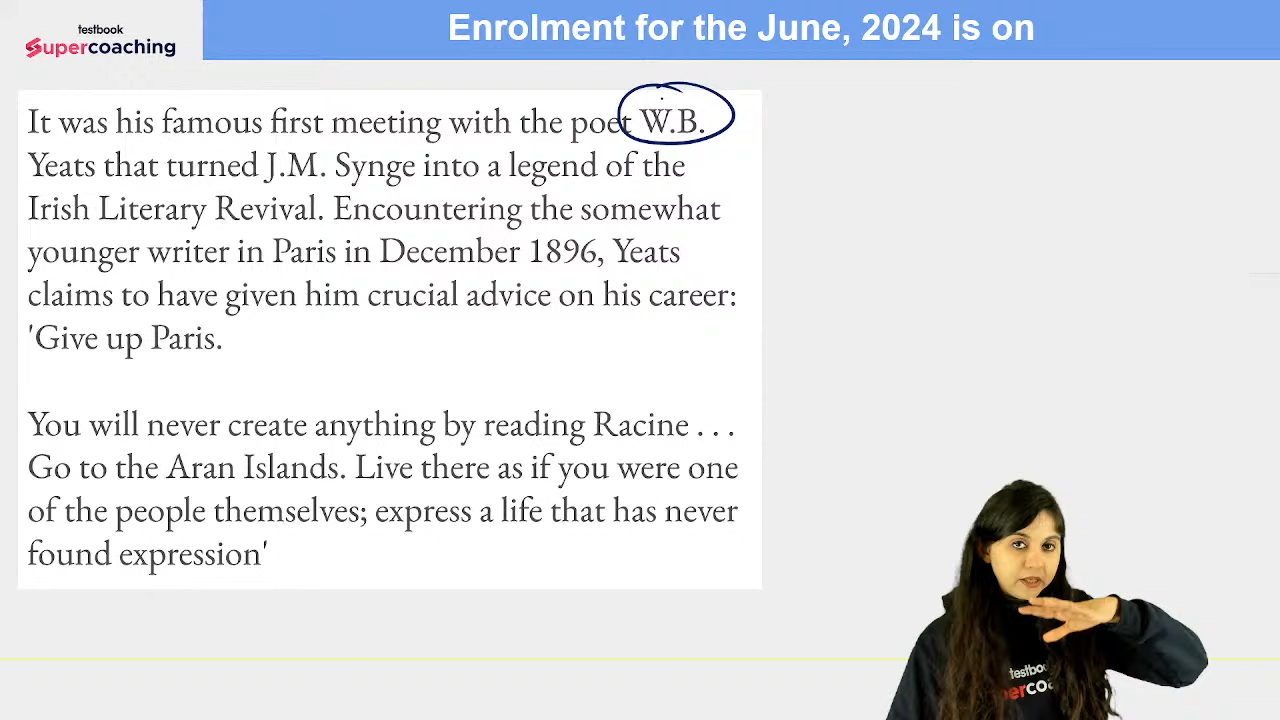 testbook
Supercoaching
Enrolment for the June, 2024 is on
It was his famous first meeting with the poet W.B.
Yeats that turned J.M. Synge into a legend of the
Irish Literary Revival. Encountering the somewhat
younger writer in Paris in December 1896, Yeats
claims to have given him crucial advice on his career:
'Give up Paris.
You will never create anything by reading Racine . . .
Go to the Aran Islands. Live there as if you were one
of the people themselves; express a life that has never
found expression'
testboo
ercoa